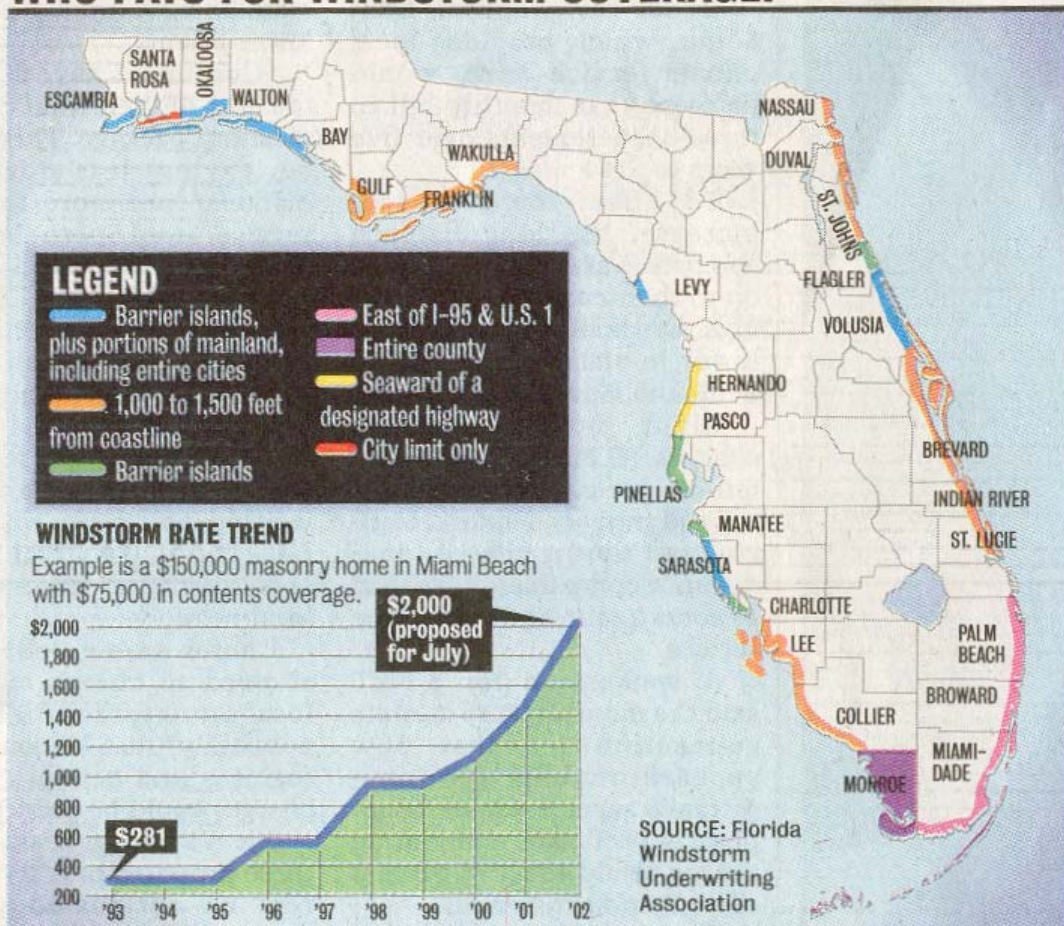 WHO PAYS FOR WINDSTORM COVERAGE?
SANTA
ROSA
OKALOOSA
ESCAMBIA
WALTON
BAY
WAKULLA
GULF
FRANKLIN
NASSAU
DUVAL
ST. JOHNS
FLAGLER
LEVY
VOLUSIA
HERNANDO
PASCO
BREVARD
PINELLAS
INDIAN RIVER
MANATEE
ST. LUCIE
SARASOTA
CHARLOTTE
LEE
PALM
BEACH
BROWARD
COLLIER
MIAMI-
DADE
MONROE
LEGEND
Barrier islands,
plus portions of mainland,
including entire cities
1,000 to 1,500 feet
from coastline
Barrier islands
East of I-95 & U.S. 1
Entire county
Seaward of a
designated highway
City limit only
WINDSTORM RATE TREND
Example is a $150,000 masonry home in Miami Beach
with $75,000 in contents coverage.
$2,000
(proposed
for July)
$2,000
1,800
1,600
1,400
1,200
1,000
800
600
400
200
$281
'93 '94 '95 '96 '97 '98 '99 '00 '01 '02
SOURCE: Florida
Windstorm
Underwriting
Association